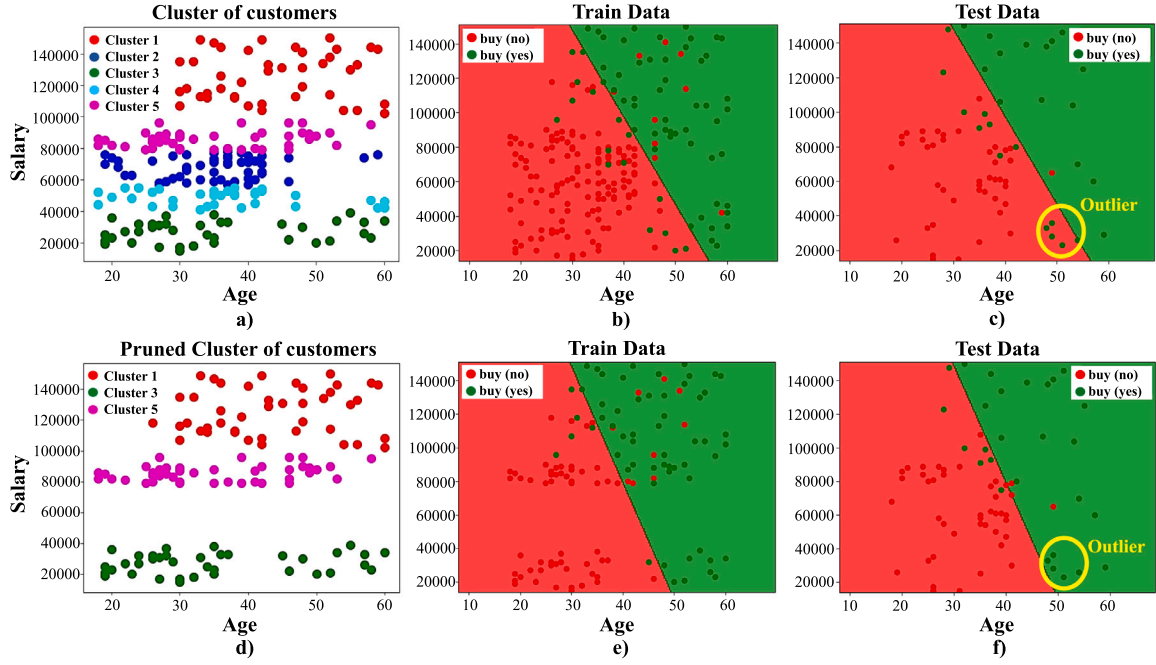 Cluster of customers
Train Data
Test Data
Cluster 1
Cluster 2
Cluster 3
Cluster 4
Cluster 5
140000
120000
100000
80000
60000
40000
20000
Salary
20
30
40
50
60
Age
a)
buy (no)
buy (yes)
140000
120000
100000
80000
60000
40000
20000
10
20
30
40
50
60
Age
b)
buy (no)
buy (yes)
140000
120000
100000
80000
60000
40000
20000
Outlier
10
20
30
40
50
60
Age
c)
Pruned Cluster of customers
Train Data
Test Data
Cluster 1
Cluster 3
Cluster 5
140000
120000
100000
80000
60000
40000
20000
Salary
20
30
40
50
60
Age
d)
buy (no)
buy (yes)
140000
120000
100000
80000
60000
40000
20000
10
20
30
40
50
60
Age
e)
buy (no)
buy (yes)
140000
120000
100000
80000
60000
40000
20000
Outlier
10
20
30
40
50
60
Age
f)